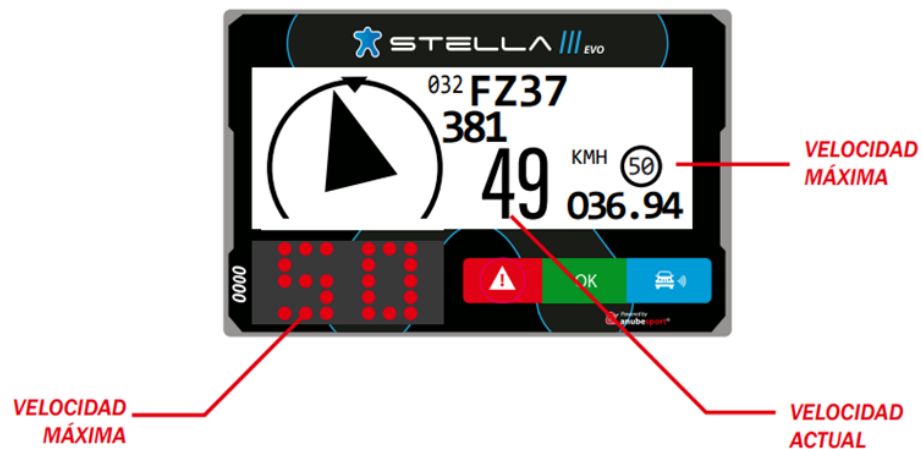 STELLA III EVO
032 FZ37
381
49
KMH 50
036.94
VELOCIDAD
MÁXIMA
0000
50
OK
Powered by
anubesport®
VELOCIDAD
MÁXIMA
VELOCIDAD
ACTUAL